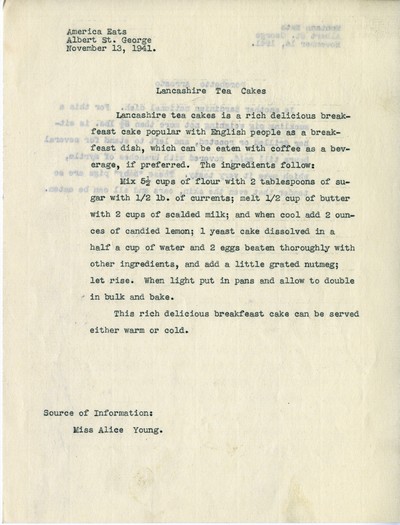 America Eats
Albert St. George
November 13, 1941.
Lancashire Tea Cakes
Lancashire tea cakes is a rich delicious break-
feast cake popular with English people as a break-
feast dish, which can be eaten with coffee as a bev-
erage, if preferred. The ingredients follow:
Mix 5½ cups of flour with 2 tablespoons of su-
gar with 1/2 lb. of currents; melt 1/2 cup of butter
with 2 cups of scalded milk; and when cool add 2 oun-
ces of candied lemon; 1 yeast cake dissolved in a
half a cup of water and 2 eggs beaten thoroughly with
other ingredients, and add a little grated nutmeg;
let rise. When light put in pans and allow to double
in bulk and bake.
This rich delicious breakfeast cake can be served
either warm or cold.
Source of Information:
Miss Alice Young.